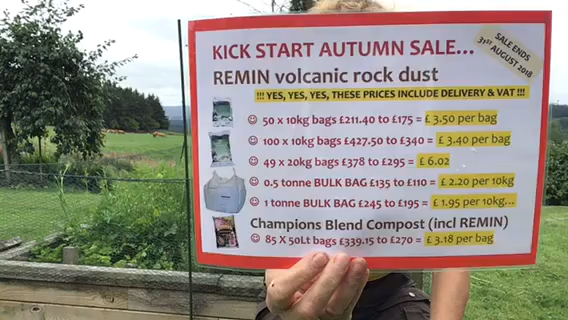 KICK START AUTUMN SALE...
SALE ENDS
31ST AUGUST 2018
REMIN volcanic rock dust
!!! YES, YES, YES, THESE PRICES INCLUDE DELIVERY & VAT !!!
☺ 50 x 10kg bags £211.40 to £175 = £ 3.50 per bag
☺ 100 x 10kg bags £427.50 to £340 = £ 3.40 per bag
☺ 49 x 20kg bags £378 to £295 = £ 6.02
☺ 0.5 tonne BULK BAG £135 to £110 = £ 2.20 per 10kg
☺ 1 tonne BULK BAG £245 to £195 = £ 1.95 per 10kg...
Champions Blend Compost (incl REMIN)
☺ 85 X 50Lt bags £339.15 to £270 = £ 3.18 per bag